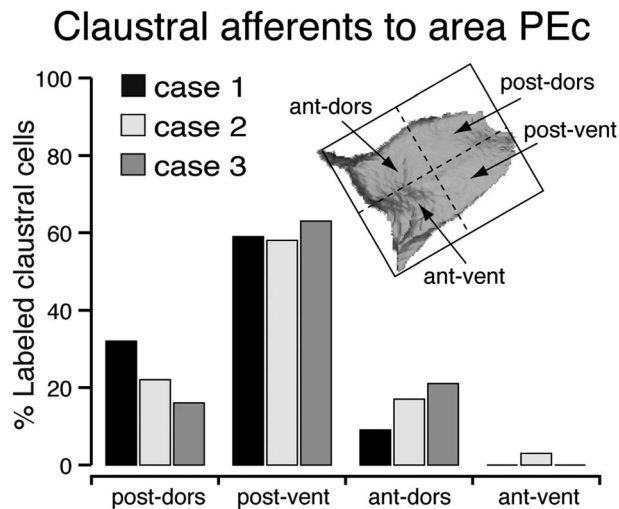 Claustral afferents to area PEc
% Labeled claustral cells
100
80
60
40
20
0
case 1
case 2
case 3
ant-dors
post-dors
post-vent
ant-vent
post-dors
post-vent
ant-dors
ant-vent